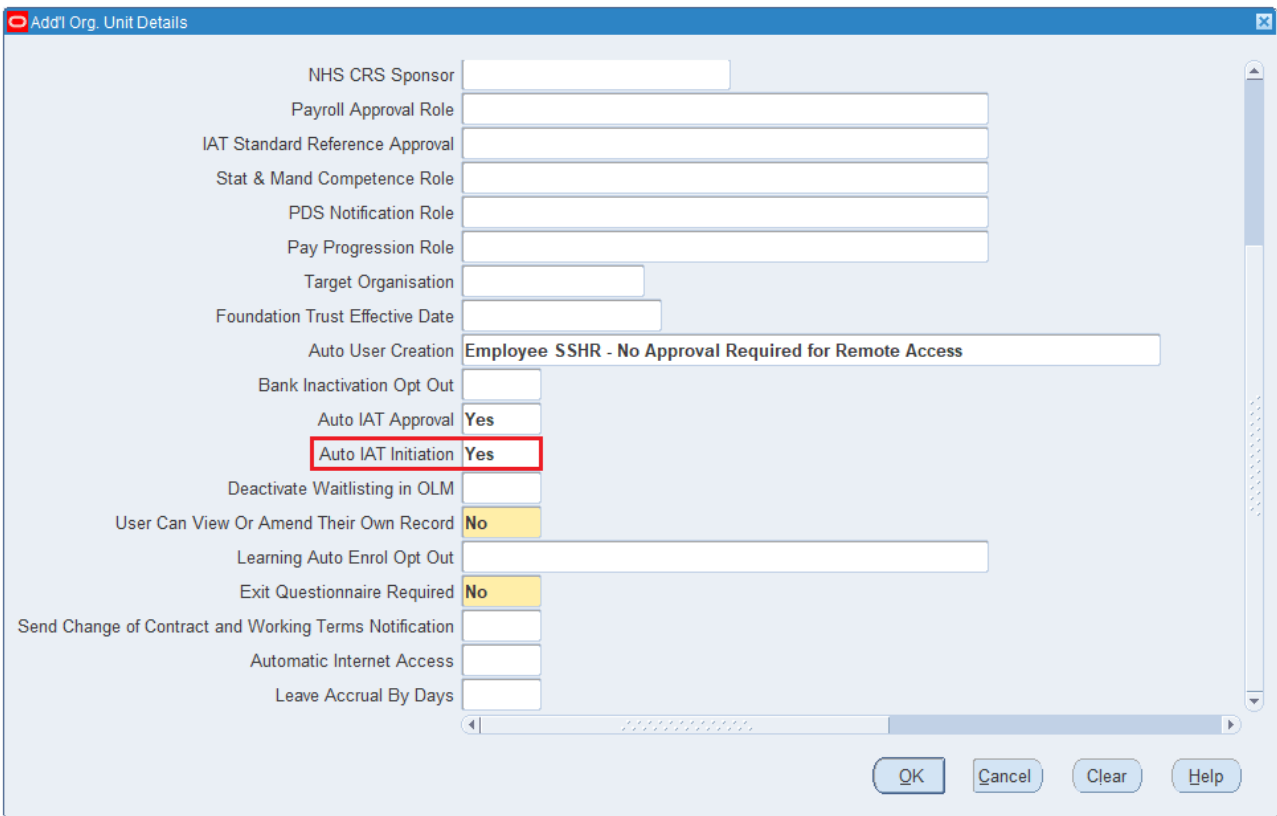 Add'l Org. Unit Details
NHS CRS Sponsor
Payroll Approval Role
IAT Standard Reference Approval
Stat & Mand Competence Role
PDS Notification Role
Pay Progression Role
Target Organisation
Foundation Trust Effective Date
Auto User Creation Employee SSHR - No Approval Required for Remote Access
Bank Inactivation Opt Out
Auto IAT Approval Yes
Auto IAT Initiation Yes
Deactivate Waitlisting in OLM
User Can View Or Amend Their Own Record No
Learning Auto Enrol Opt Out
Exit Questionnaire Required No
Send Change of Contract and Working Terms Notification
Automatic Internet Access
Leave Accrual By Days
OK Cancel Clear Help